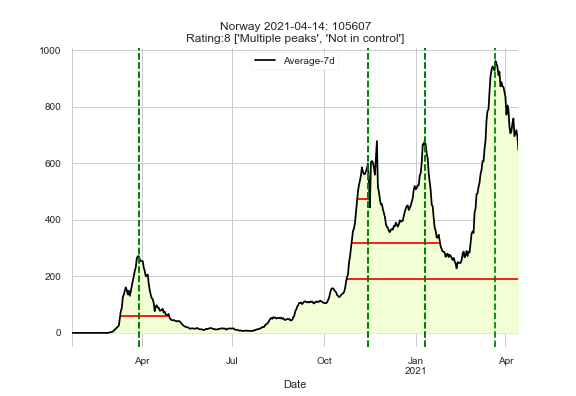 Norway 2021-04-14: 105607
Rating:8 ['Multiple peaks', 'Not in control']
Average-7d
1000
800
600
400
200
0
Apr
Jul
Oct
Jan
2021
Apr
Date